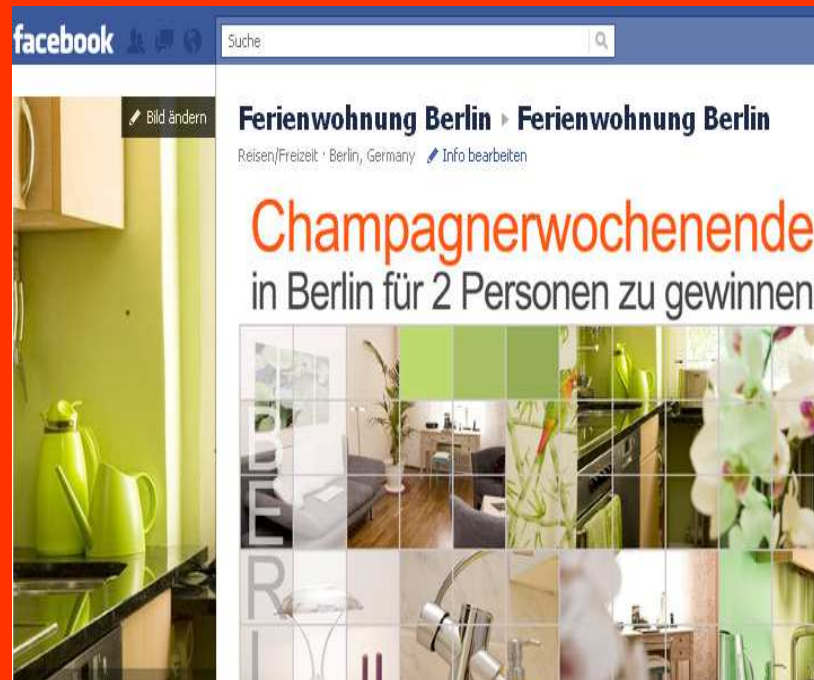 facebook
Suche
Bild ändern
Ferienwohnung Berlin ▸ Ferienwohnung Berlin
Reisen/Freizeit · Berlin, Germany Info bearbeiten
Champagnerwochenende
in Berlin für 2 Personen zu gewinnen
BERL